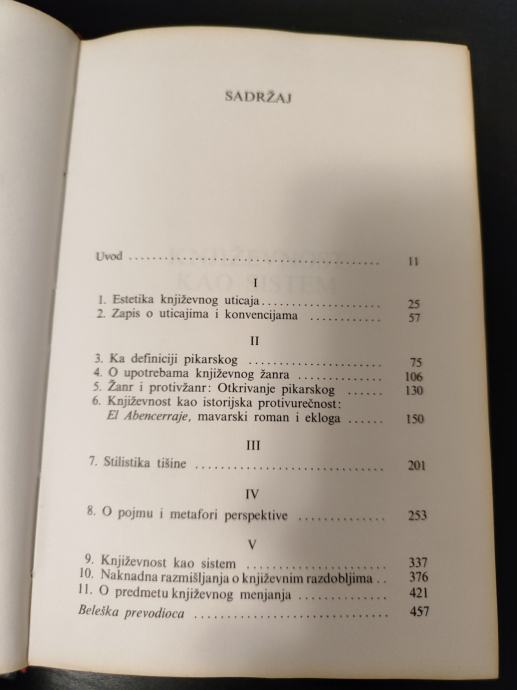 SADRŽAJ
Uvod ........................................ 11
I
1. Estetika književnog uticaja.................. 25
2. Zapis o uticajima i konvencijama ............ 57
II
3. Ka definiciji pikarskog ..................... 75
4. O upotrebama književnog žanra .............. 106
5. Žanr i protivžanr: Otkrivanje pikarskog ...... 130
6. Književnost kao istorijska protivurečnost:
El Abencerraje, mavarski roman i ekloga ...... 150
III
7. Stilistika tišine ............................ 201
IV
8. O pojmu i metafori perspektive .............. 253
V
9. Književnost kao sistem ...................... 337
10. Naknadna razmišljanja o književnim razdobljima .. 376
11. O predmetu književnog menjanja .............. 421
Beleška prevodioca ............................ 457